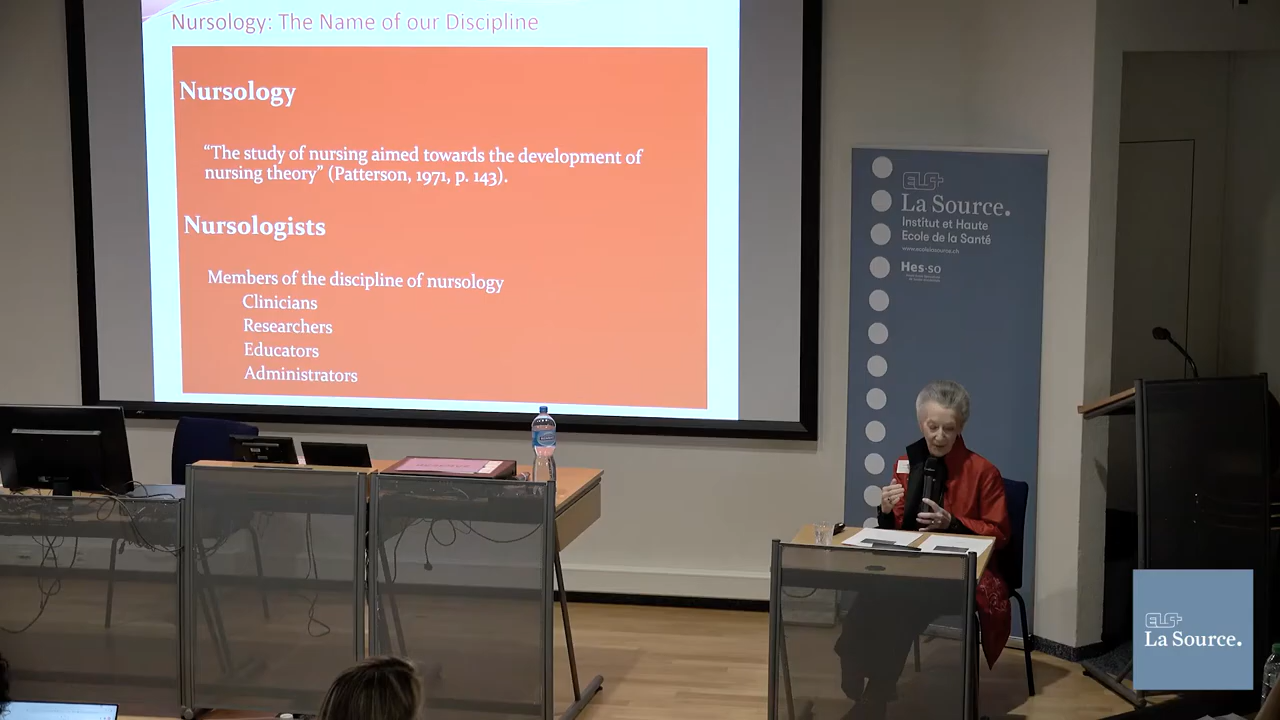 Nursology: The Name of our Discipline
Nursology
“The study of nursing aimed towards the development of
nursing theory” (Patterson, 1971, p. 143).
Nursologists
Members of the discipline of nursology
Clinicians
Researchers
Educators
Administrators
ELS+
La Source.
Institut et Haute
Ecole de la Santé
www.ecolelasource.ch
Hes·so
ELS+
La Source.